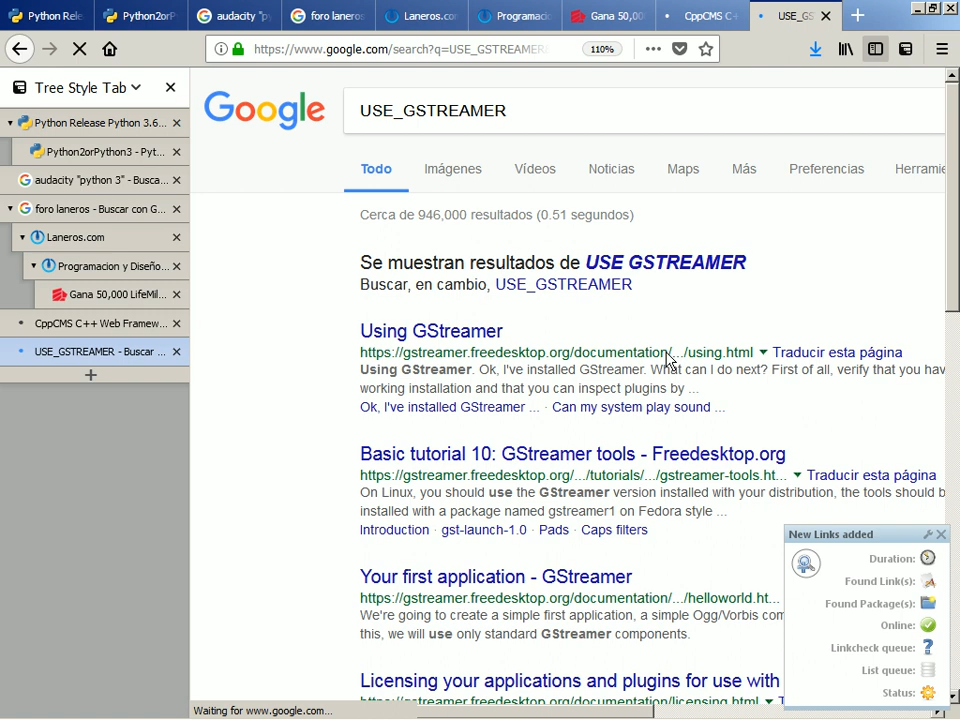 Python Rele
Python2orP
audacity "p
foro laneros
Laneros.co
Programacio
Gana 50,00
CppCMS C
USE_GS
https://www.google.com/search?q=USE_GSTREAMER
110%
Tree Style Tab
Python Release Python 3.6...
Python2orPython3 - Pyt...
audacity "python 3" - Busca...
foro laneros - Buscar con G...
Laneros.com
Programacion y Diseño...
Gana 50,000 LifeMil...
CppCMS C++ Web Framew...
USE_GSTREAMER - Buscar ...
Google
USE_GSTREAMER
Todo Imágenes Vídeos Noticias Maps Más Preferencias Herramie
Cerca de 946,000 resultados (0.51 segundos)
Se muestran resultados de USE GSTREAMER
Buscar, en cambio, USE_GSTREAMER
Using GStreamer
https://gstreamer.freedesktop.org/documentation/.../using.html Traducir esta página
Using GStreamer. Ok, I've installed GStreamer. What can I do next? First of all, verify that you hav
working installation and that you can inspect plugins by ...
Ok, I've installed GStreamer ... · Can my system play sound ...
Basic tutorial 10: GStreamer tools - Freedesktop.org
https://gstreamer.freedesktop.org/.../tutorials/.../gstreamer-tools.ht... Traducir esta página
On Linux, you should use the GStreamer version installed with your distribution, the tools should b
installed with a package named gstreamer1 on Fedora style ...
Introduction · gst-launch-1.0 · Pads · Caps filters
Your first application - GStreamer
https://gstreamer.freedesktop.org/documentation/.../helloworld.ht...
We're going to create a simple first application, a simple Ogg/Vorbis com
this, we will use only standard GStreamer components.
Licensing your applications and plugins for use with
https://gstreamer.freedesktop.org/documentation/licensing.html
New Links added
Duration:
Found Link(s):
Found Package(s):
Online:
Linkcheck queue:
List queue:
Status:
Waiting for www.google.com...